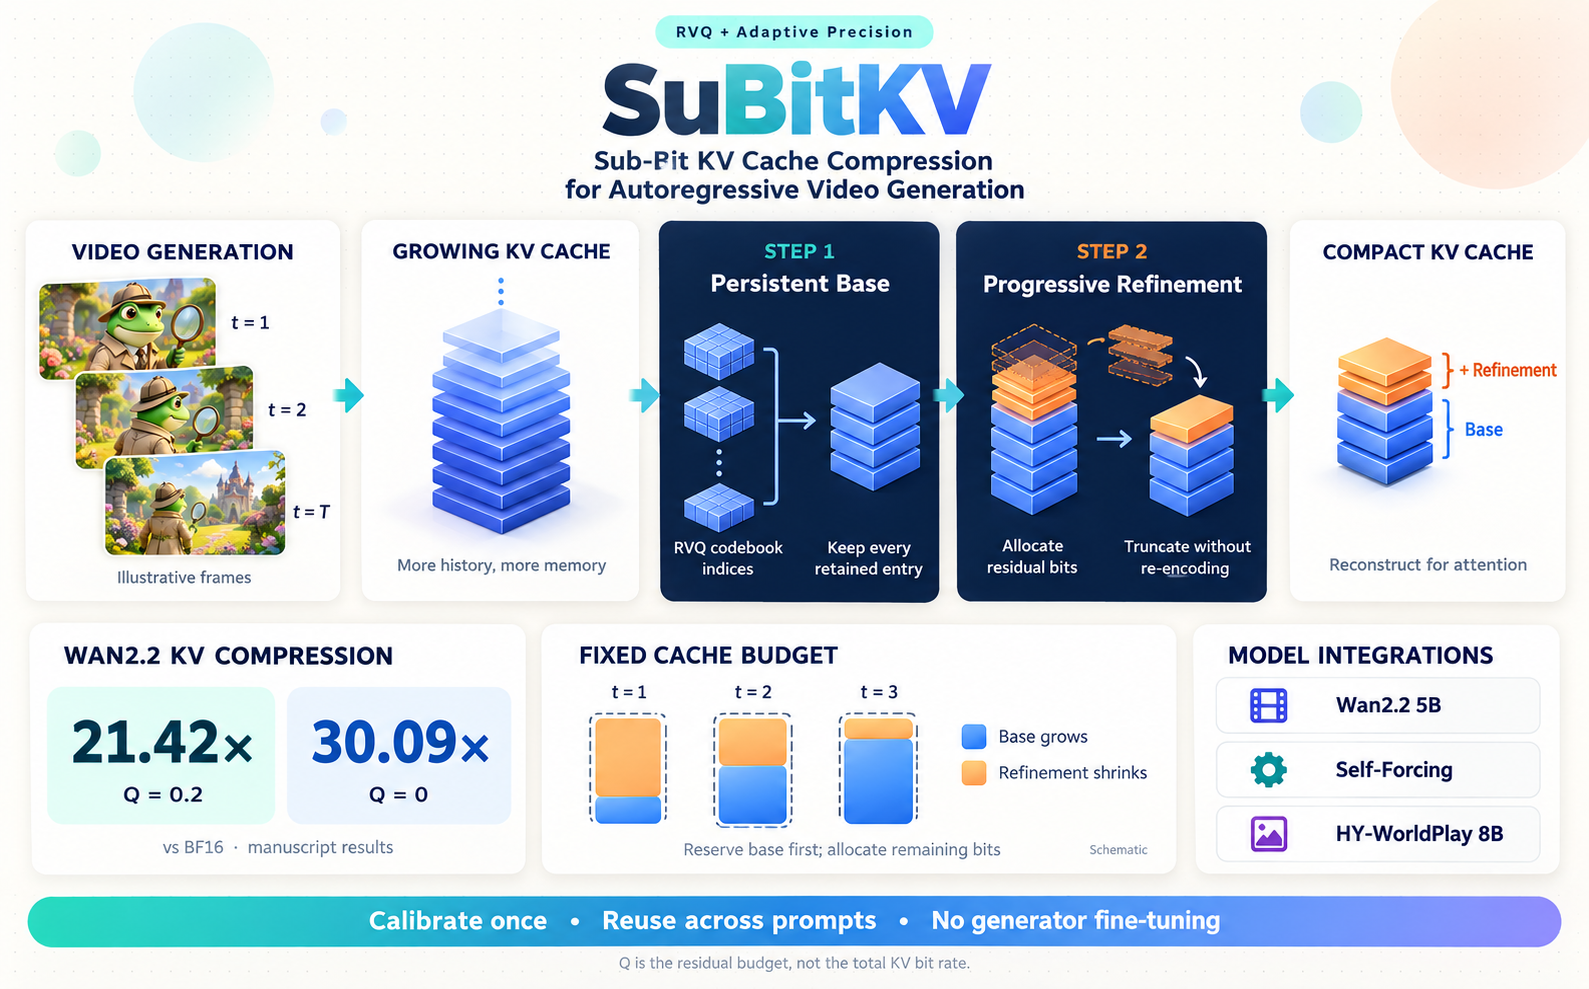 RVQ + Adaptive Precision
SuBitKV
Sub-Bit KV Cache Compression
for Autoregressive Video Generation
VIDEO GENERATION
t = 1
t = 2
t = T
Illustrative frames
GROWING KV CACHE
More history, more memory
STEP 1
Persistent Base
RVQ codebook
indices
Keep every
retained entry
STEP 2
Progressive Refinement
Allocate
residual bits
Truncate without
re-encoding
COMPACT KV CACHE
+ Refinement
Base
Reconstruct for attention
WAN2.2 KV COMPRESSION
21.42×
Q = 0.2
30.09×
Q = 0
vs BF16 · manuscript results
FIXED CACHE BUDGET
t = 1
t = 2
t = 3
Base grows
Refinement shrinks
Reserve base first; allocate remaining bits
Schematic
MODEL INTEGRATIONS
Wan2.2 5B
Self-Forcing
HY-WorldPlay 8B
Calibrate once • Reuse across prompts • No generator fine-tuning
Q is the residual budget, not the total KV bit rate.